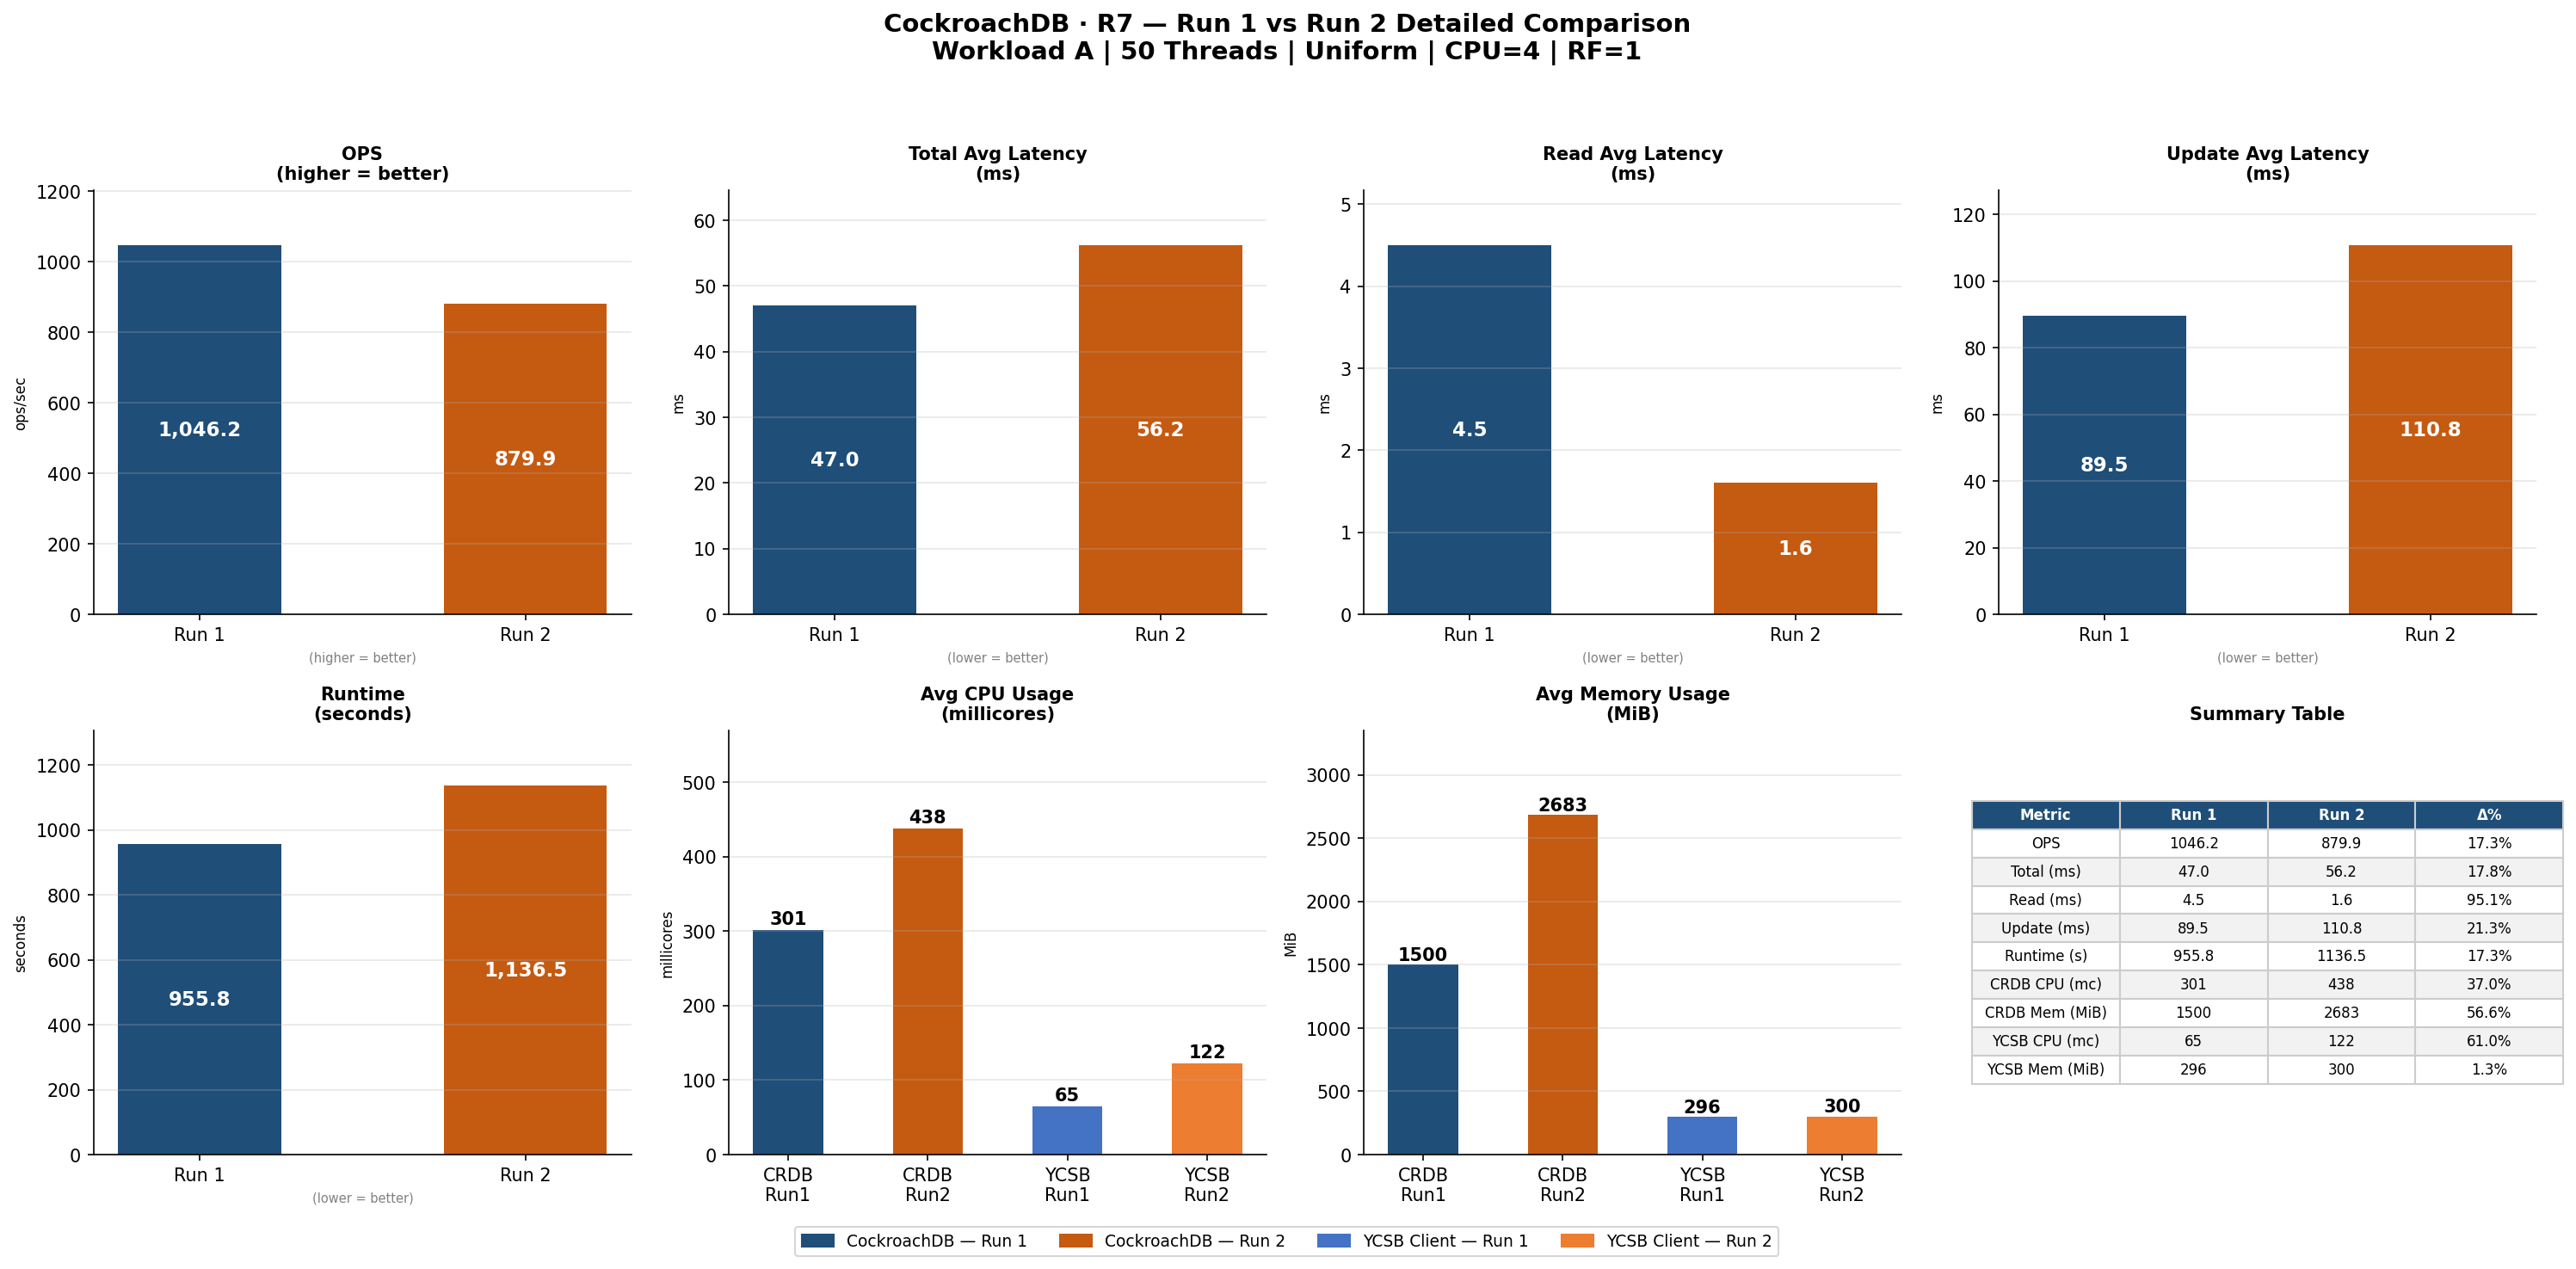 CockroachDB · R7 — Run 1 vs Run 2 Detailed Comparison
Workload A | 50 Threads | Uniform | CPU=4 | RF=1
OPS
(higher = better)
ops/sec
1200
1000
800
600
400
200
0
1,046.2
879.9
Run 1
Run 2
(higher = better)
Total Avg Latency
(ms)
ms
60
50
40
30
20
10
0
47.0
56.2
Run 1
Run 2
(lower = better)
Read Avg Latency
(ms)
ms
5
4
3
2
1
0
4.5
1.6
Run 1
Run 2
(lower = better)
Update Avg Latency
(ms)
ms
120
100
80
60
40
20
0
89.5
110.8
Run 1
Run 2
(lower = better)
Runtime
(seconds)
seconds
1200
1000
800
600
400
200
0
955.8
1,136.5
Run 1
Run 2
(lower = better)
Avg CPU Usage
(millicores)
millicores
500
400
300
200
100
0
301
438
65
122
CRDB
Run1
CRDB
Run2
YCSB
Run1
YCSB
Run2
Avg Memory Usage
(MiB)
MiB
3000
2500
2000
1500
1000
500
0
1500
2683
296
300
CRDB
Run1
CRDB
Run2
YCSB
Run1
YCSB
Run2
Summary Table
Metric Run 1 Run 2 Δ%
OPS 1046.2 879.9 17.3%
Total (ms) 47.0 56.2 17.8%
Read (ms) 4.5 1.6 95.1%
Update (ms) 89.5 110.8 21.3%
Runtime (s) 955.8 1136.5 17.3%
CRDB CPU (mc) 301 438 37.0%
CRDB Mem (MiB) 1500 2683 56.6%
YCSB CPU (mc) 65 122 61.0%
YCSB Mem (MiB) 296 300 1.3%
CockroachDB — Run 1
CockroachDB — Run 2
YCSB Client — Run 1
YCSB Client — Run 2